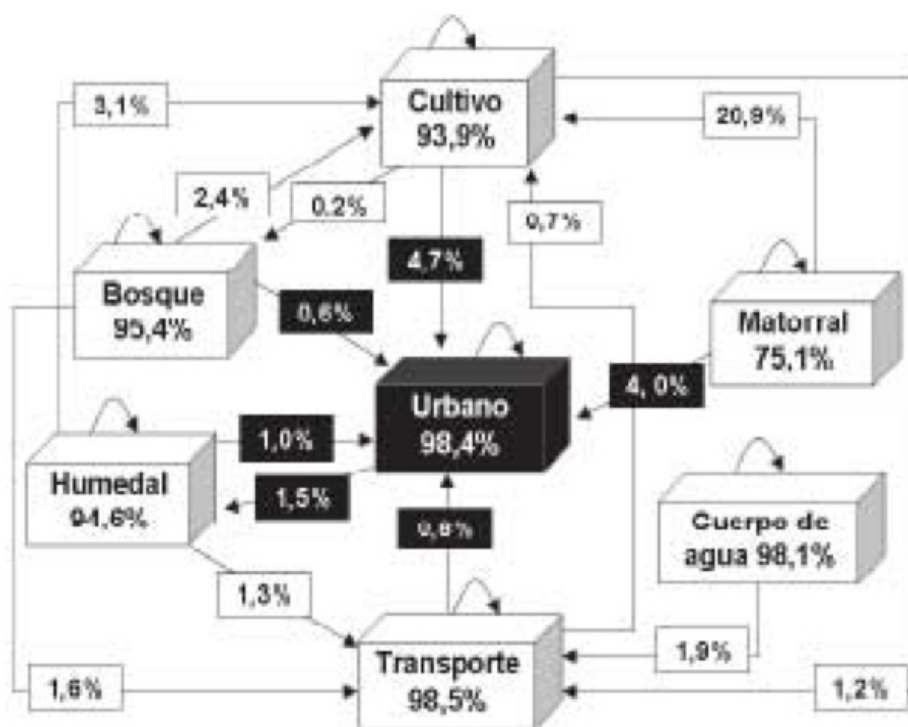 3,1%
Cultivo
93,9%
20,9%
2,4%
0.2%
0,7%
4,7%
Bosque
95,4%
0,6%
Matorral
75,1%
4, 0%
Urbano
98,4%
1,0%
1,5%
Humedal
94,6%
Cuerpo de
agua 98,1%
1,3%
Transporte
98,5%
1,9%
1,6%
1,2%